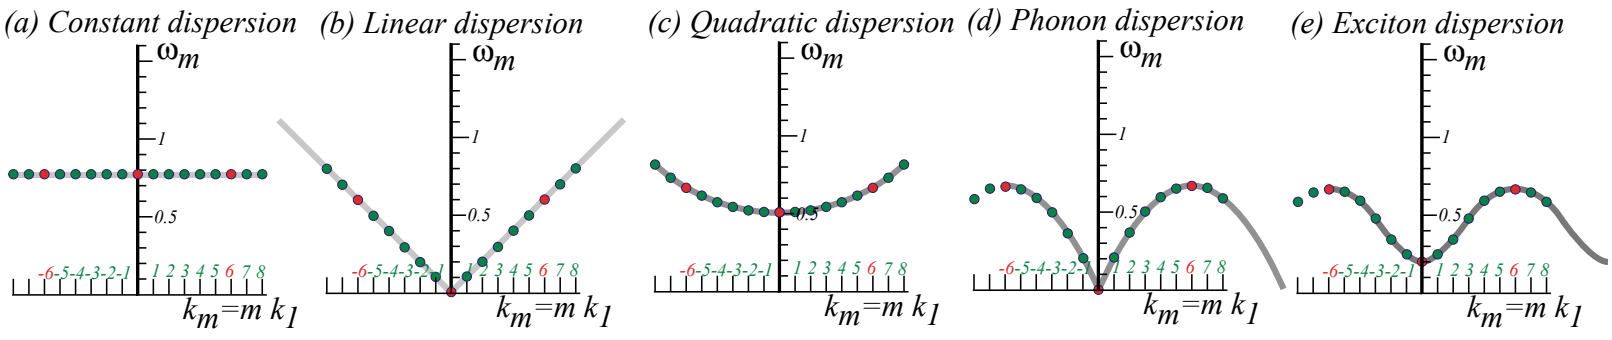 (a) Constant dispersion
ωm
1
0.5
-6-5-4-3-2-1 1 2 3 4 5 6 7 8
km=m k1
(b) Linear dispersion
ωm
1
0.5
-6-5-4-3-2-1 1 2 3 4 5 6 7 8
km=m k1
(c) Quadratic dispersion
ωm
1
0.5
-6-5-4-3-2-1 1 2 3 4 5 6 7 8
km=m k1
(d) Phonon dispersion
ωm
1
0.5
-6-5-4-3-2-1 1 2 3 4 5 6 7 8
km=m k1
(e) Exciton dispersion
ωm
1
0.5
-6-5-4-3-2-1 1 2 3 4 5 6 7 8
km=m k1